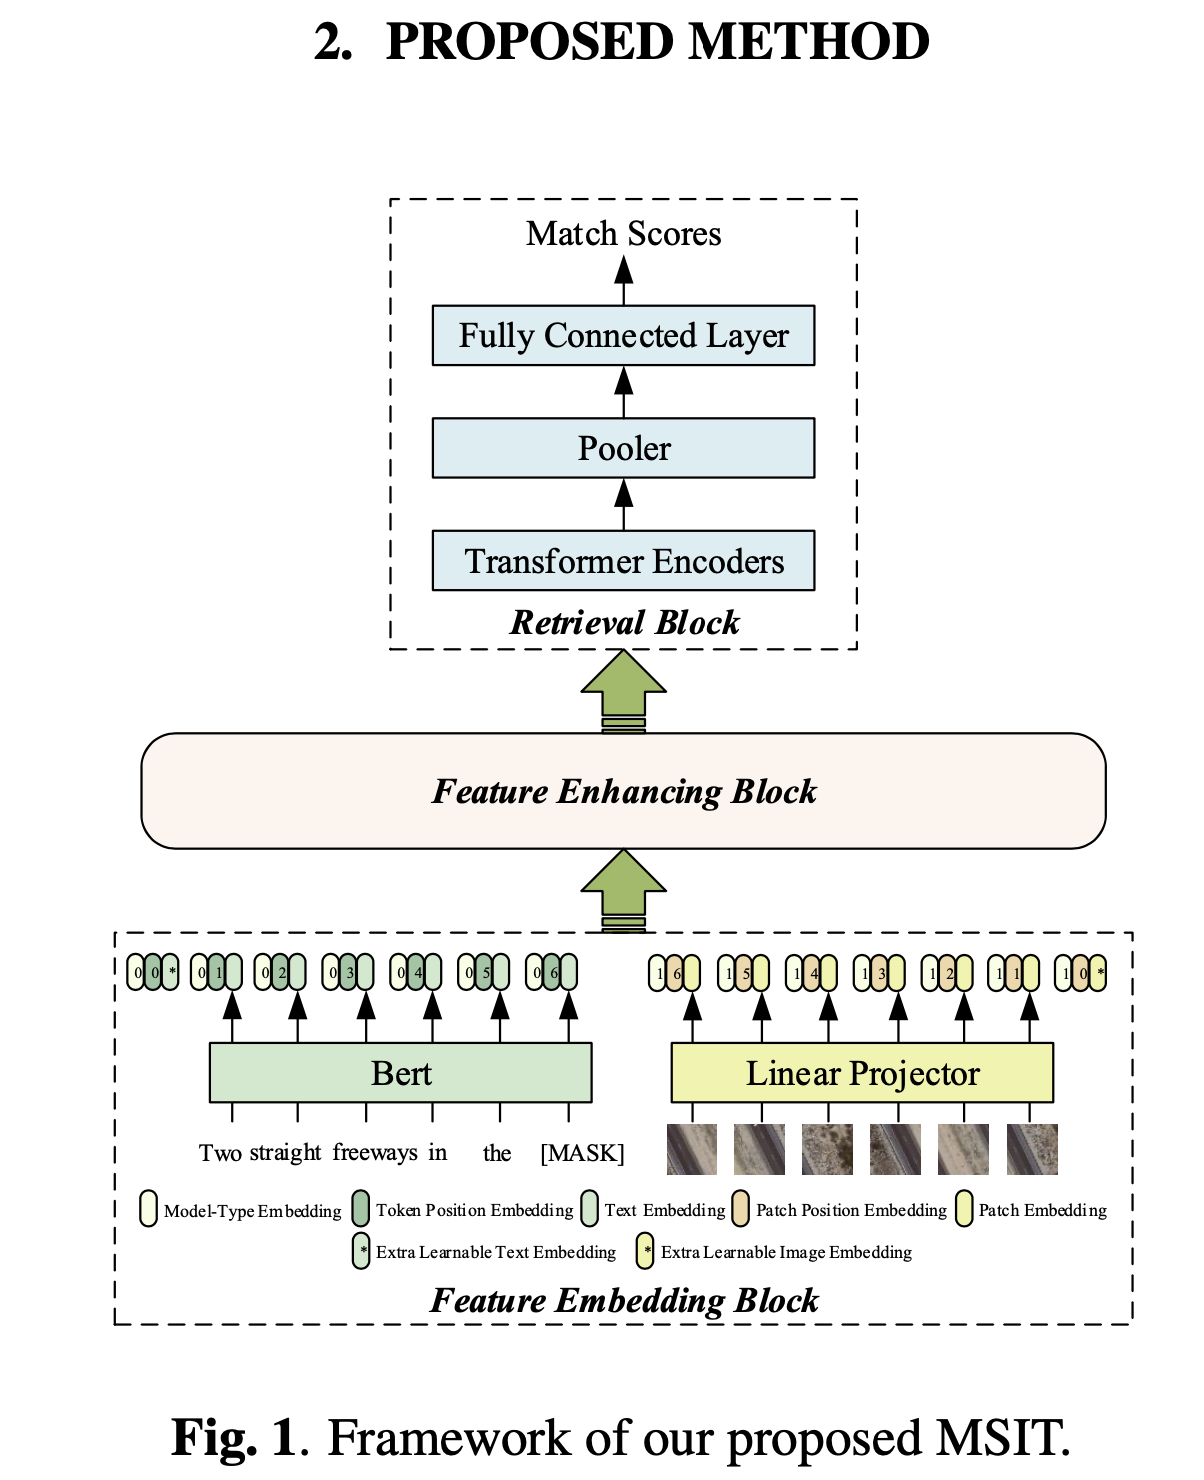 2. PROPOSED METHOD
Match Scores
Fully Connected Layer
Pooler
Transformer Encoders
Retrieval Block
Feature Enhancing Block
0 0 * 0 1 0 2 0 3 0 4 0 5 0 6 1 6 1 5 1 4 1 3 1 2 1 1 1 0 *
Bert Linear Projector
Two straight freeways in the [MASK]
Model-Type Embedding Token Position Embedding Text Embedding Patch Position Embedding Patch Embedding
* Extra Learnable Text Embedding * Extra Learnable Image Embedding
Feature Embedding Block
Fig. 1. Framework of our proposed MSIT.